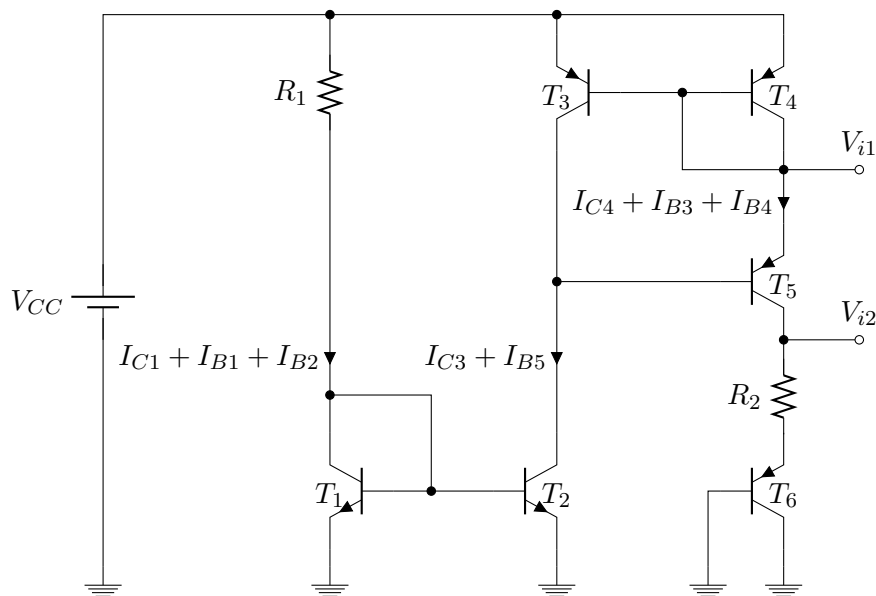 R1
T3
T4
Vi1
IC4 + IB3 + IB4
T5
VCC
Vi2
IC1 + IB1 + IB2
IC3 + IB5
R2
T1
T2
T6